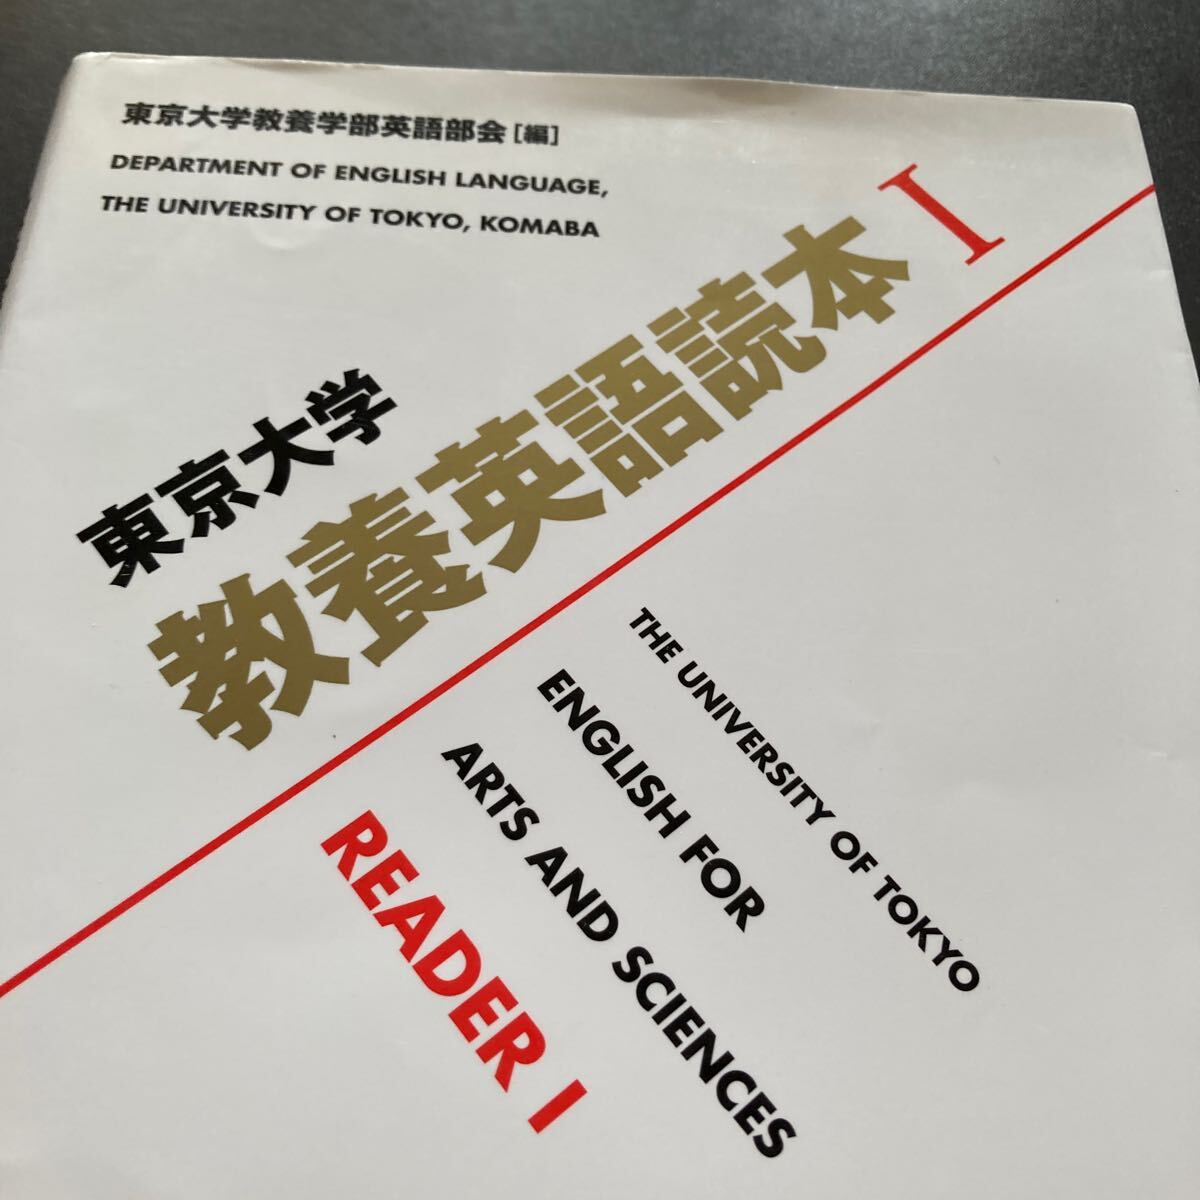 東京大学教養学部英語部会[編]
DEPARTMENT OF ENGLISH LANGUAGE,
THE UNIVERSITY OF TOKYO, KOMABA
東京大学
教養英語読本 I
THE UNIVERSITY OF TOKYO
ENGLISH FOR
ARTS AND SCIENCES
READER I